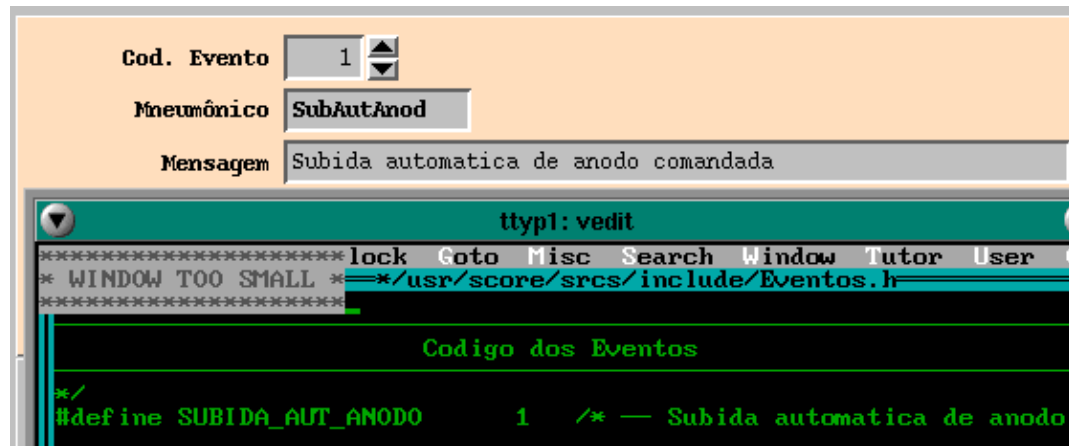 Cod. Evento 1
Mneumônico SubAutAnod
Mensagem Subida automatica de anodo comandada
ttyp1: vedit
********************* lock Goto Misc Search Window Tutor User
* WINDOW TOO SMALL * */usr/score/srcs/include/Eventos.h
*********************
Codigo dos Eventos
*/
#define SUBIDA_AUT_ANODO 1 /* — Subida automatica de anodo